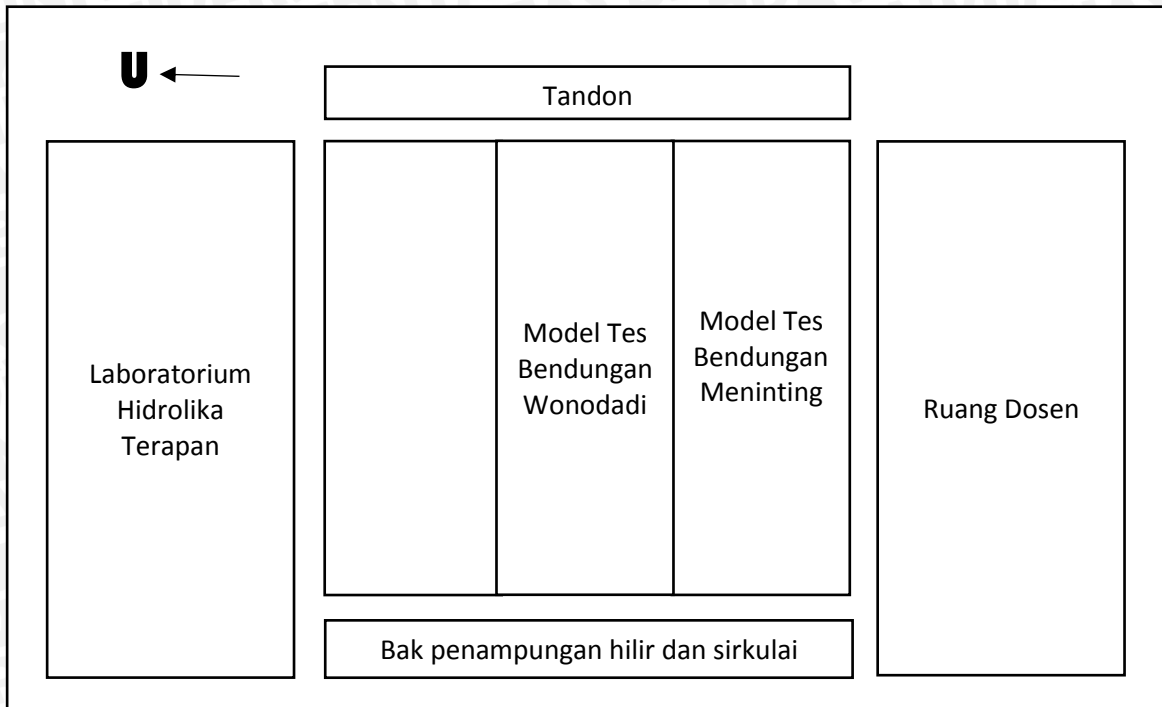 U
Tandon
Laboratorium
Hidrolika
Terapan
Model Tes
Bendungan
Wonodadi
Model Tes
Bendungan
Meninting
Ruang Dosen
Bak penampungan hilir dan sirkulai